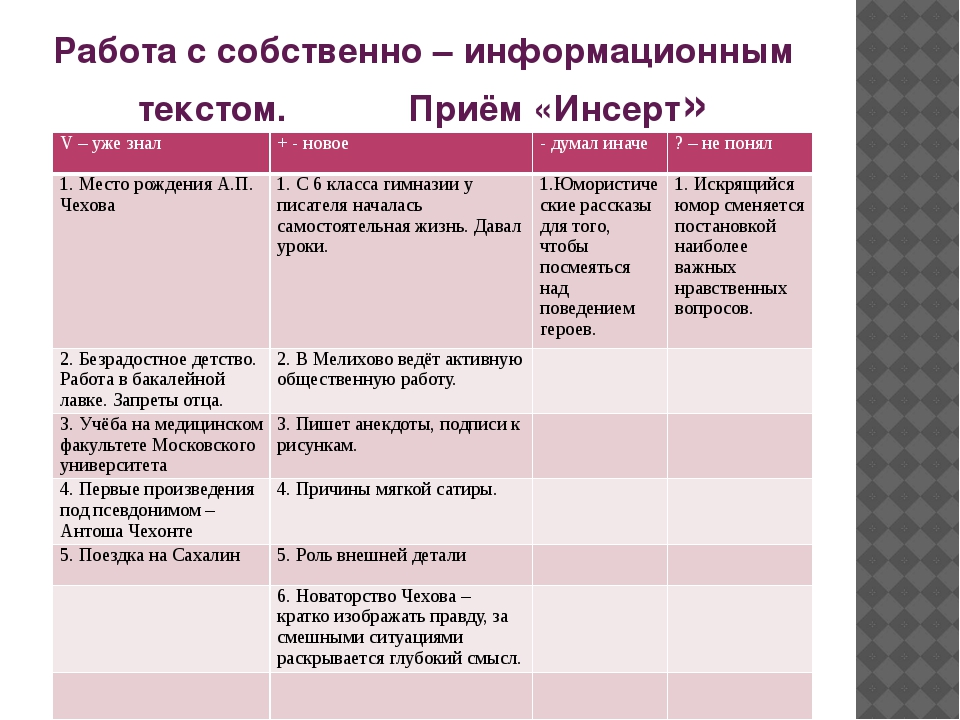 Работа с собственно – информационным
текстом. Приём «Инсерт»
V – уже знал
+ - новое
- думал иначе
? – не понял
1. Место рождения А.П.
Чехова
1. С 6 класса гимназии у
писателя началась
самостоятельная жизнь. Давал
уроки.
1.Юмористиче
ские рассказы
для того,
чтобы
посмеяться
над
поведением
героев.
1. Искрящийся
юмор сменяется
постановкой
наиболее
важных
нравственных
вопросов.
2. Безрадостное детство.
Работа в бакалейной
лавке. Запреты отца.
2. В Мелихово ведёт активную
общественную работу.
3. Учёба на медицинском
факультете Московского
университета
3. Пишет анекдоты, подписи к
рисункам.
4. Первые произведения
под псевдонимом –
Антоша Чехонте
4. Причины мягкой сатиры.
5. Поездка на Сахалин
5. Роль внешней детали
6. Новаторство Чехова –
кратко изображать правду, за
смешными ситуациями
раскрывается глубокий смысл.